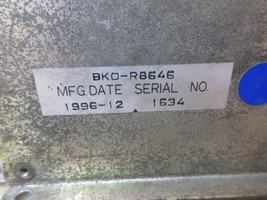 BKO-R8646
MFG.DATE SERIAL NO.
1996-12 1634